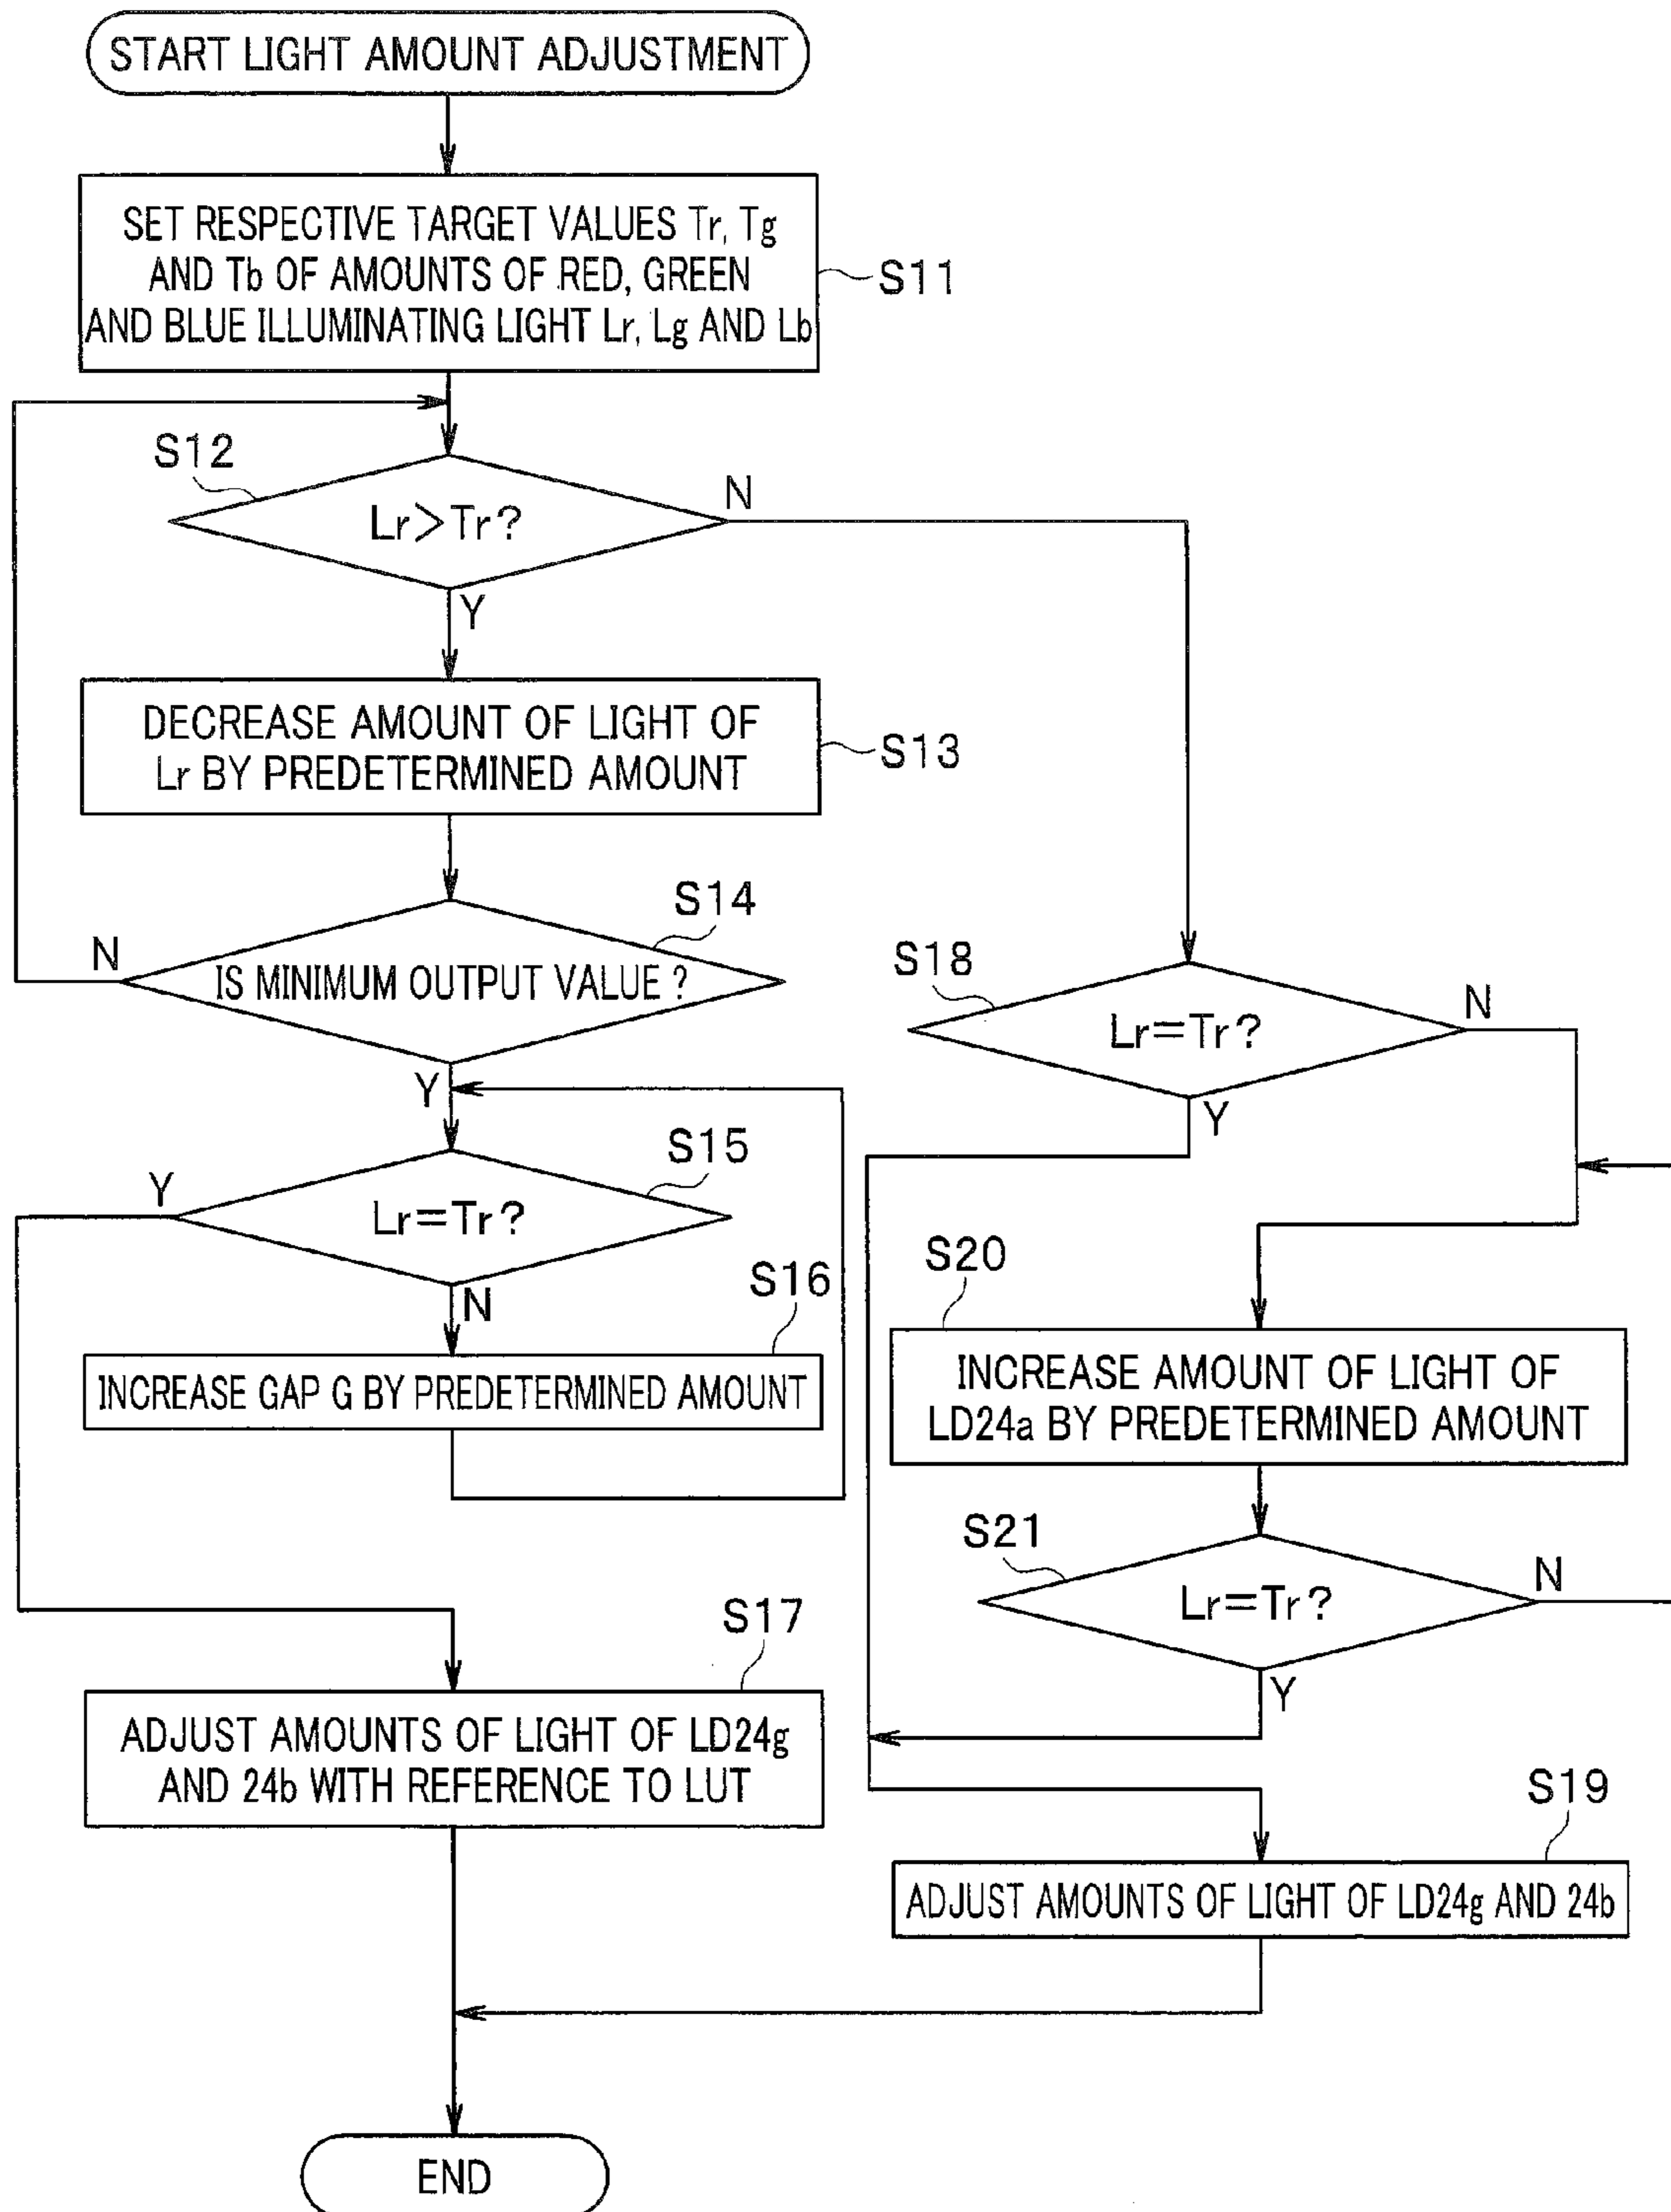 START LIGHT AMOUNT ADJUSTMENT
SET RESPECTIVE TARGET VALUES Tr, Tg
AND Tb OF AMOUNTS OF RED, GREEN
AND BLUE ILLUMINATING LIGHT Lr, Lg AND Lb
S11
S12
Lr>Tr?
N
Y
DECREASE AMOUNT OF LIGHT OF
Lr BY PREDETERMINED AMOUNT
S13
S14
N
IS MINIMUM OUTPUT VALUE ?
Y
S15
Y
Lr=Tr?
N
S16
INCREASE GAP G BY PREDETERMINED AMOUNT
S17
ADJUST AMOUNTS OF LIGHT OF LD24g
AND 24b WITH REFERENCE TO LUT
S18
N
Lr=Tr?
Y
S20
INCREASE AMOUNT OF LIGHT OF
LD24a BY PREDETERMINED AMOUNT
S21
N
Lr=Tr?
Y
S19
ADJUST AMOUNTS OF LIGHT OF LD24g AND 24b
END